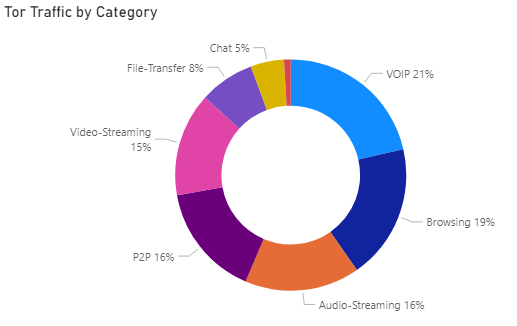 Tor Traffic by Category
Chat 5%
VOIP 21%
File-Transfer 8%
Video-Streaming
15%
Browsing 19%
P2P 16%
Audio-Streaming 16%